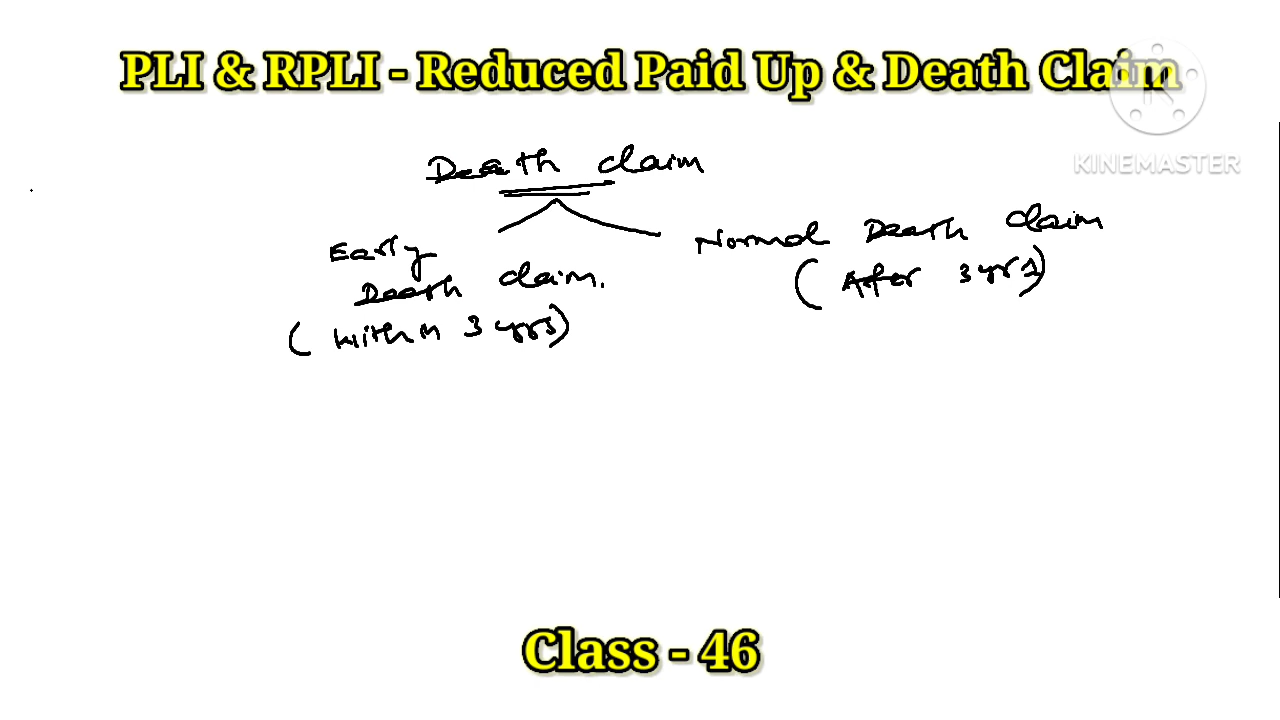 PLI & RPLI - Reduced Paid Up & Death Claim
KINEMASTER
Death claim
Early
Death claim.
(within 3 yrs)
Normal Death claim
(After 3 yrs)
Class - 46